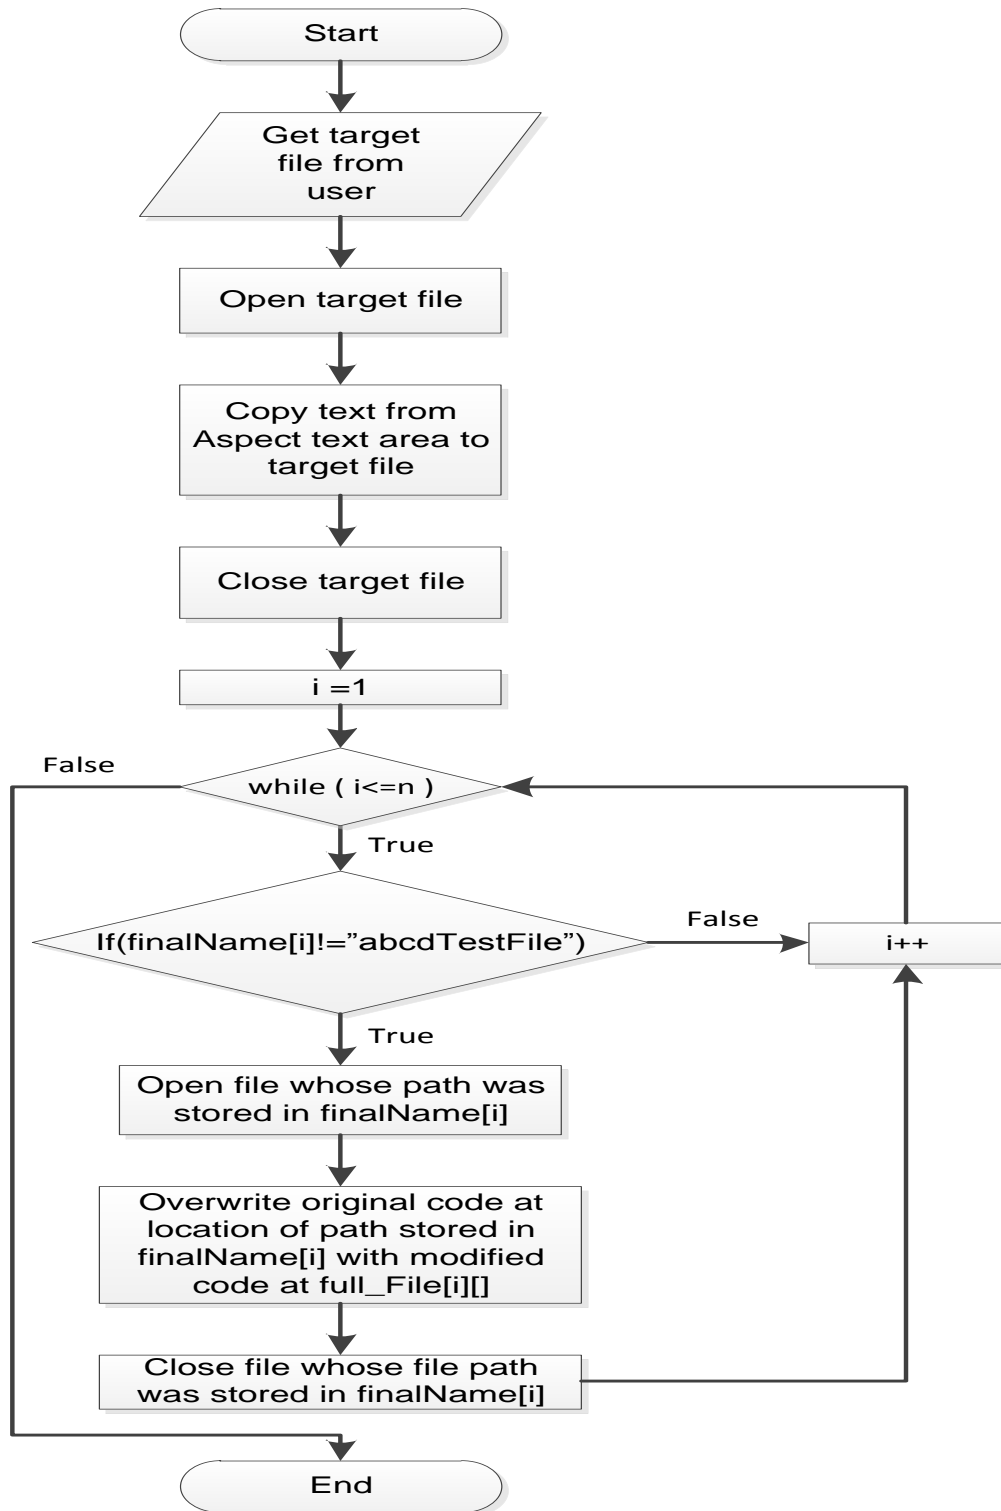 Start
Get target
file from
user
Open target file
Copy text from
Aspect text area to
target file
Close target file
i =1
False
while ( i<=n )
True
If(finalName[i]!=”abcdTestFile”)
False
i++
True
Open file whose path was
stored in finalName[i]
Overwrite original code at
location of path stored in
finalName[i] with modified
code at full_File[i][]
Close file whose file path
was stored in finalName[i]
End